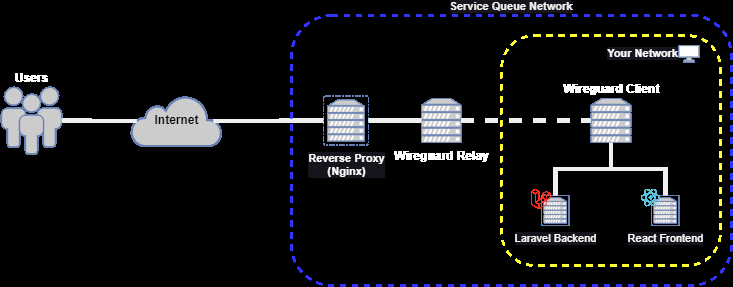 Service Queue Network
Your Network
Users
Wireguard Client
Internet
Reverse Proxy
(Nginx)
Wireguard Relay
Laravel Backend
React Frontend